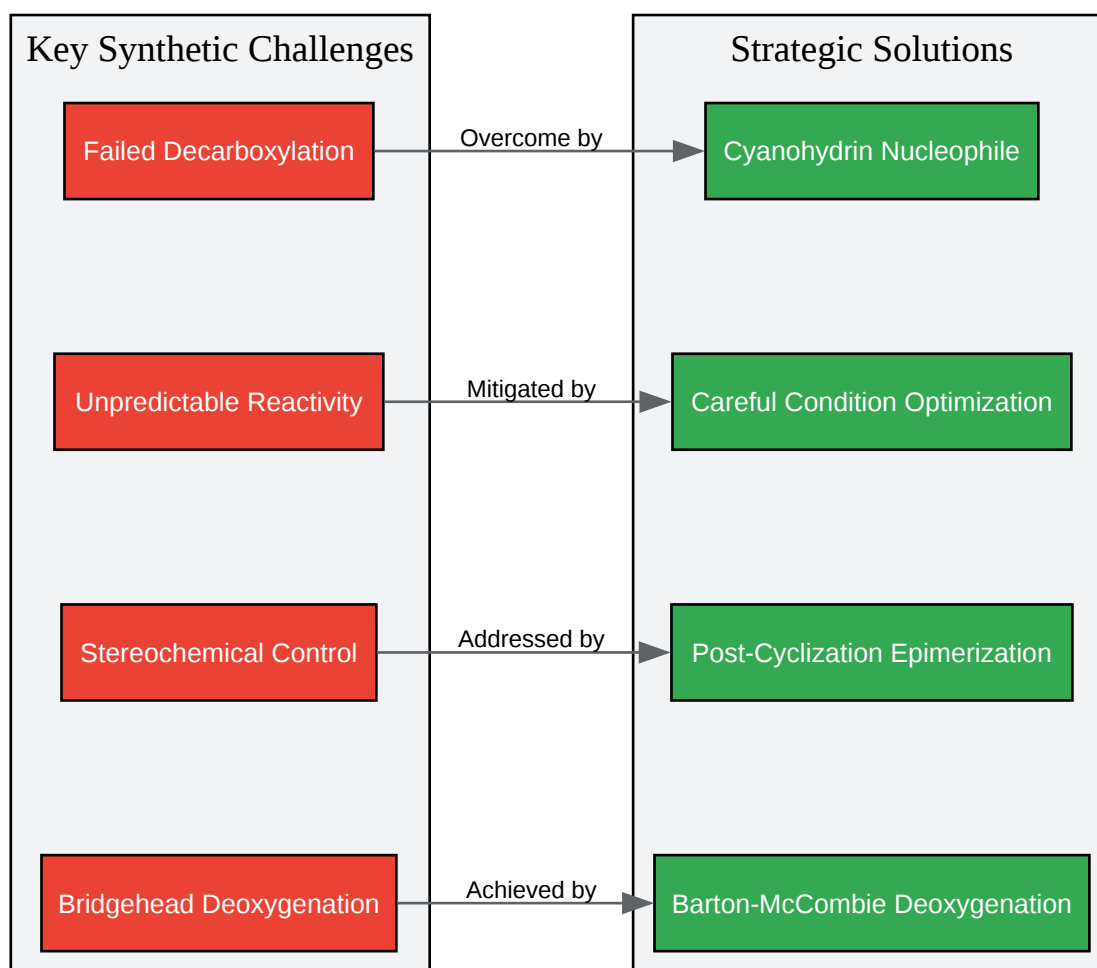 Key Synthetic Challenges
Strategic Solutions
Failed Decarboxylation
Overcome by
Cyanohydrin Nucleophile
Unpredictable Reactivity
Mitigated by
Careful Condition Optimization
Stereochemical Control
Addressed by
Post-Cyclization Epimerization
Bridgehead Deoxygenation
Achieved by
Barton-McCombie Deoxygenation